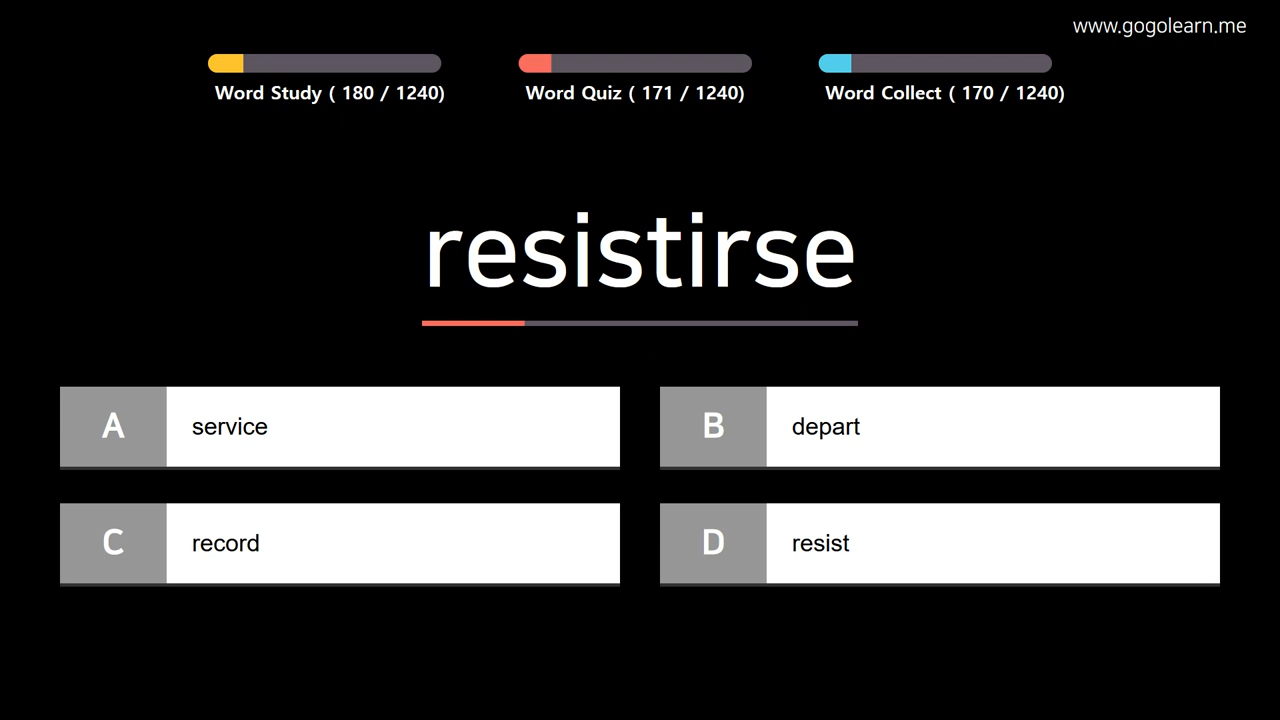 www.gogolearn.me
Word Study ( 180 / 1240)
Word Quiz ( 171 / 1240)
Word Collect ( 170 / 1240)
resistirse
A service
B depart
C record
D resist